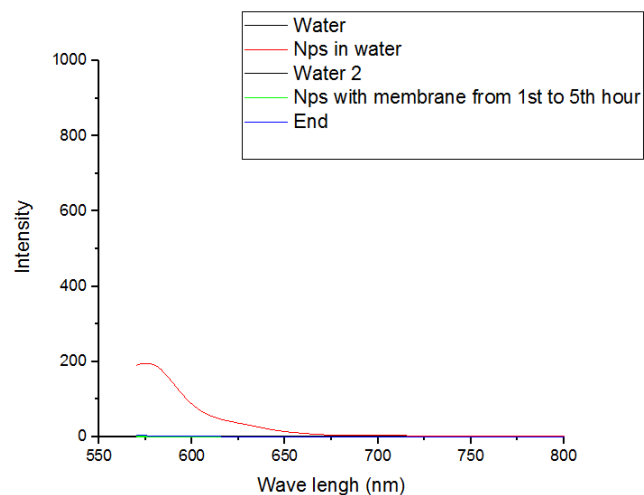 Water
Nps in water
Water 2
Nps with membrane from 1st to 5th hour
End
1000
800
600
400
200
0
Intensity
550
600
650
700
750
800
Wave lengh (nm)